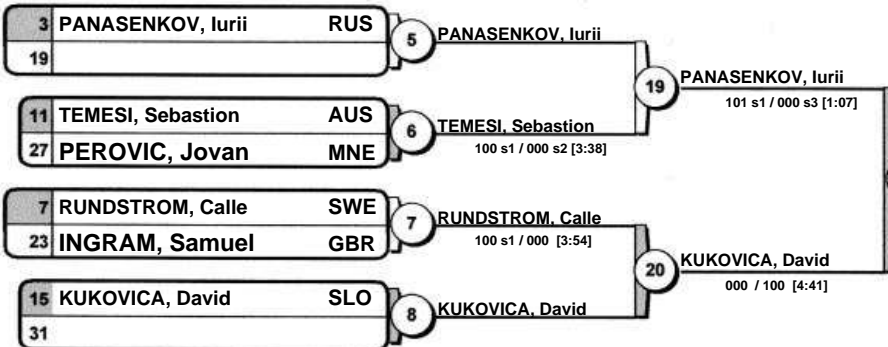 3 PANASENKOV, Iurii RUS
19
5
PANASENKOV, Iurii
11 TEMESI, Sebastion AUS
27 PEROVIC, Jovan MNE
6
TEMESI, Sebastion
100 s1 / 000 s2 [3:38]
19
PANASENKOV, Iurii
101 s1 / 000 s3 [1:07]
7 RUNDSTROM, Calle SWE
23 INGRAM, Samuel GBR
7
RUNDSTROM, Calle
100 s1 / 000 [3:54]
15 KUKOVICA, David SLO
31
8
KUKOVICA, David
20
KUKOVICA, David
000 / 100 [4:41]